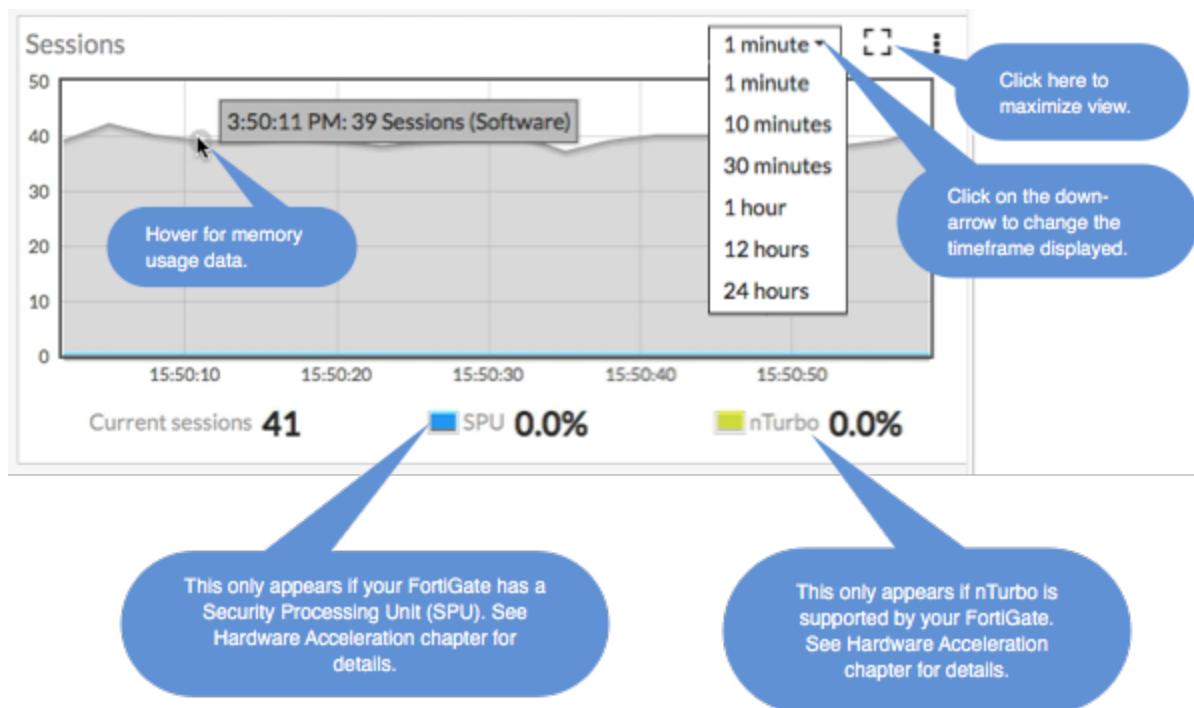 Sessions
1 minute
1 minute
10 minutes
30 minutes
1 hour
12 hours
24 hours
Click here to
maximize view.
Click on the down-
arrow to change the
timeframe displayed.
50
40
30
20
10
0
3:50:11 PM: 39 Sessions (Software)
Hover for memory
usage data.
15:50:10
15:50:20
15:50:30
15:50:40
15:50:50
Current sessions 41
SPU 0.0%
nTurbo 0.0%
This only appears if your FortiGate has a
Security Processing Unit (SPU). See
Hardware Acceleration chapter for
details.
This only appears if nTurbo is
supported by your FortiGate.
See Hardware Acceleration
chapter for details.